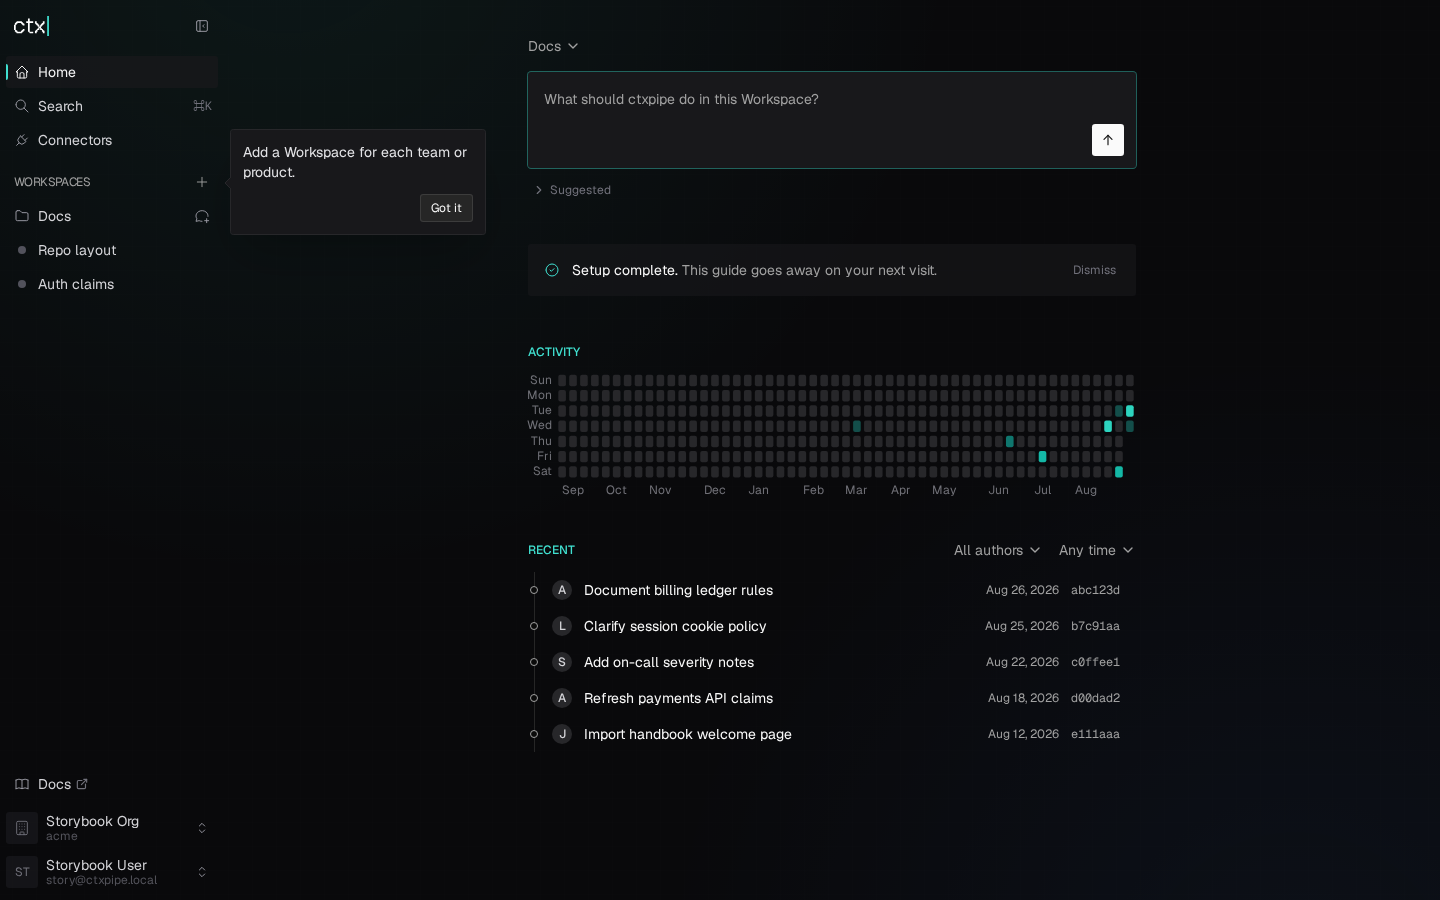 ctx
Home
Search ⌘K
Connectors
WORKSPACES
Docs
Repo layout
Auth claims
Add a Workspace for each team or
product.
Got it
Docs
What should ctxpipe do in this Workspace?
Suggested
Setup complete. This guide goes away on your next visit.
Dismiss
ACTIVITY
Sun
Mon
Tue
Wed
Thu
Fri
Sat
Sep Oct Nov Dec Jan Feb Mar Apr May Jun Jul Aug
RECENT All authors Any time
A Document billing ledger rules Aug 26, 2026 abc123d
L Clarify session cookie policy Aug 25, 2026 b7c91aa
S Add on-call severity notes Aug 22, 2026 c0ffee1
A Refresh payments API claims Aug 18, 2026 d00dad2
J Import handbook welcome page Aug 12, 2026 e111aaa
Docs
Storybook Org
acme
ST Storybook User
story@ctxpipe.local